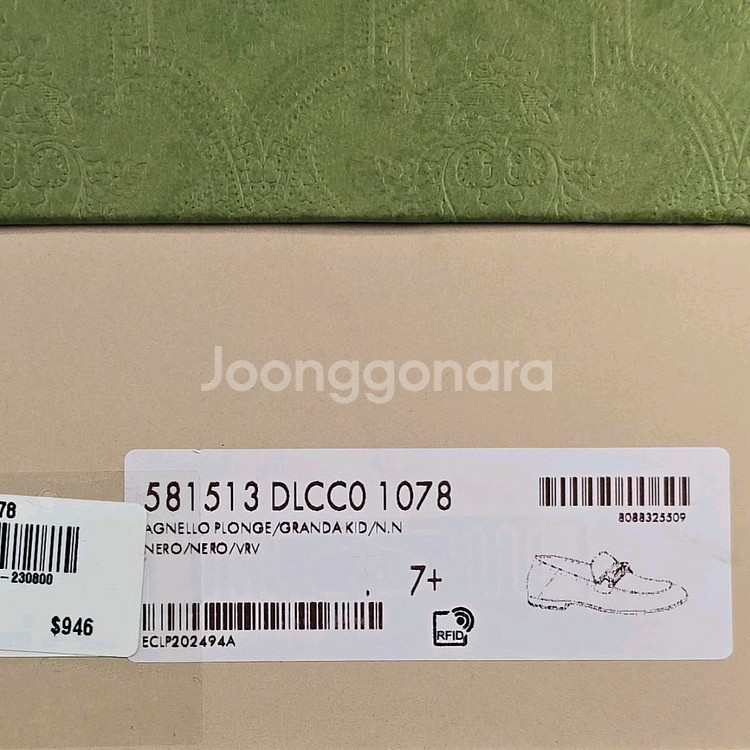 Joonggonara
581513 DLCC0 1078
AGNELLO PLONGE/GRANDA KID/N.N
NERO/NERO/VRV
8088325509
7+
RFID
ECLP202494A
78
-230800
$946